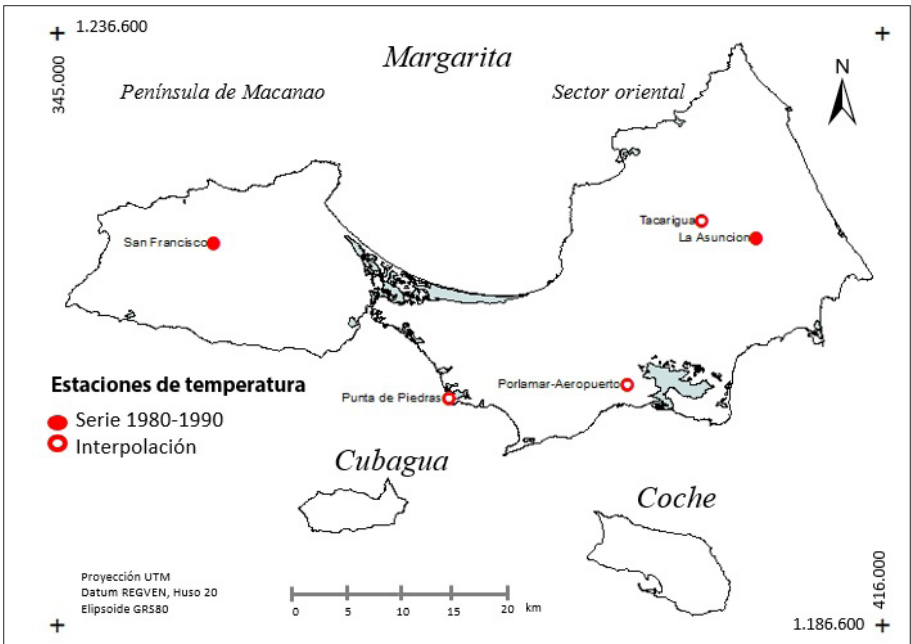 1.236.600
345.000
Margarita
Península de Macanao
Sector oriental
N
Tacarigua
La Asuncion
San Francisco
Estaciones de temperatura
Serie 1980-1990
Interpolación
Punta de Piedras
Porlamar-Aeropuerto
Cubagua
Coche
Proyección UTM
Datum REGVEN, Huso 20
Elipsoide GRS80
0 5 10 15 20 km
416.000
1.186.600